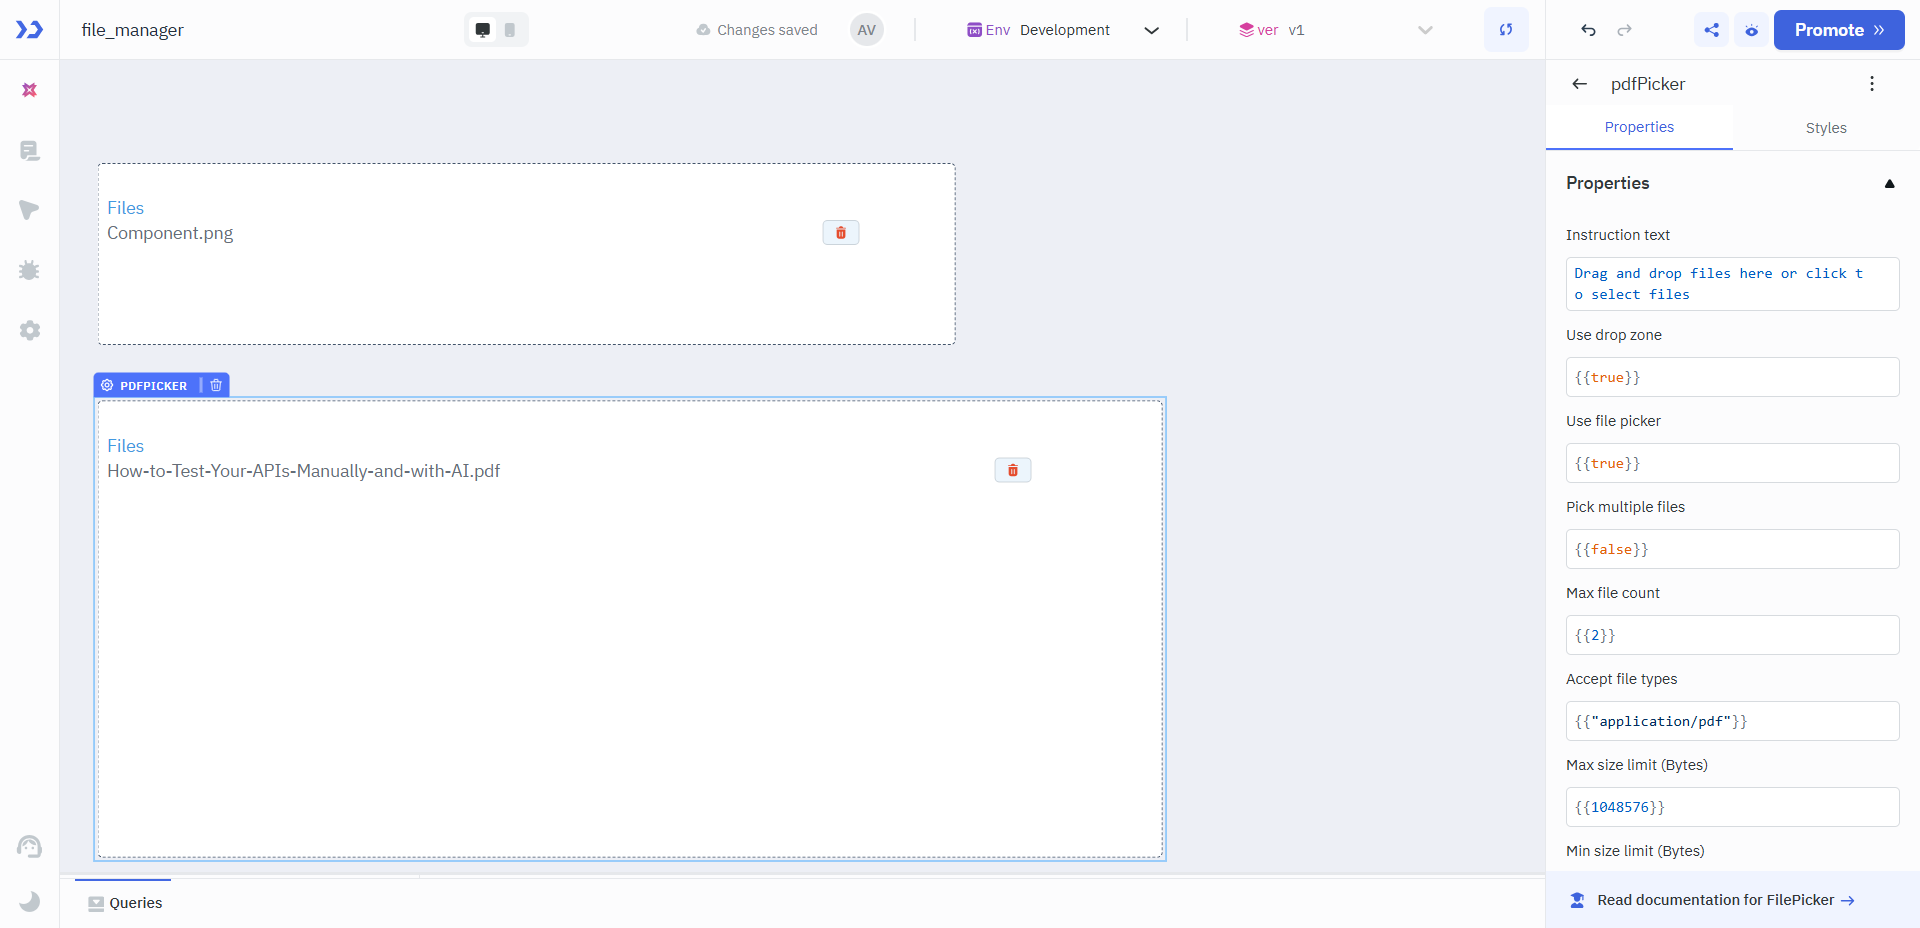 file_manager
Changes saved
AV
Env Development
ver v1
Promote
pdfPicker
Properties
Styles
Properties
Instruction text
Drag and drop files here or click t
o select files
Use drop zone
{{true}}
Use file picker
{{true}}
Pick multiple files
{{false}}
Max file count
{{2}}
Accept file types
{{"application/pdf"}}
Max size limit (Bytes)
{{1048576}}
Min size limit (Bytes)
Read documentation for FilePicker
Files
Component.png
PDFPICKER
Files
How-to-Test-Your-APIs-Manually-and-with-AI.pdf
Queries